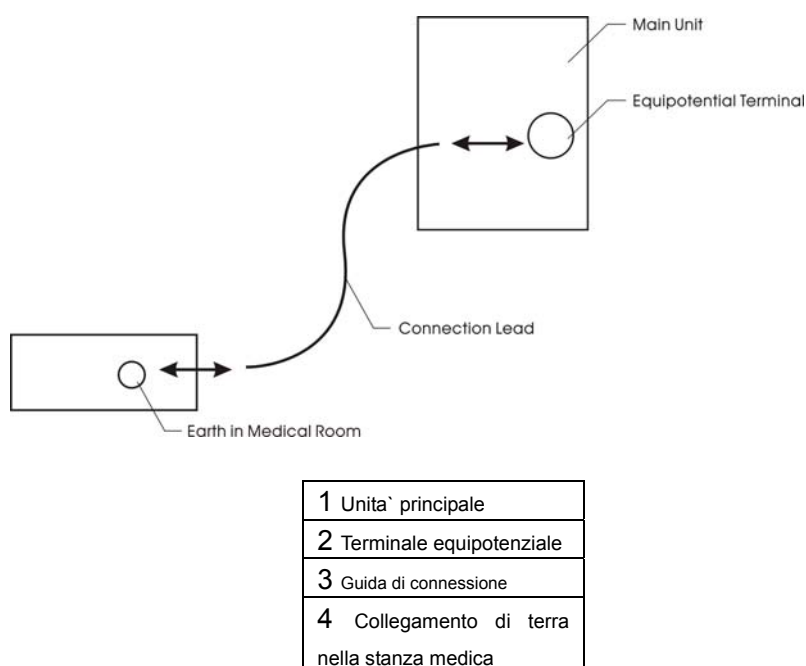 Main Unit
Equipotential Terminal
Connection Lead
Earth in Medical Room
1 Unita` principale
2 Terminale equipotenziale
3 Guida di connessione
4 Collegamento di terra
nella stanza medica